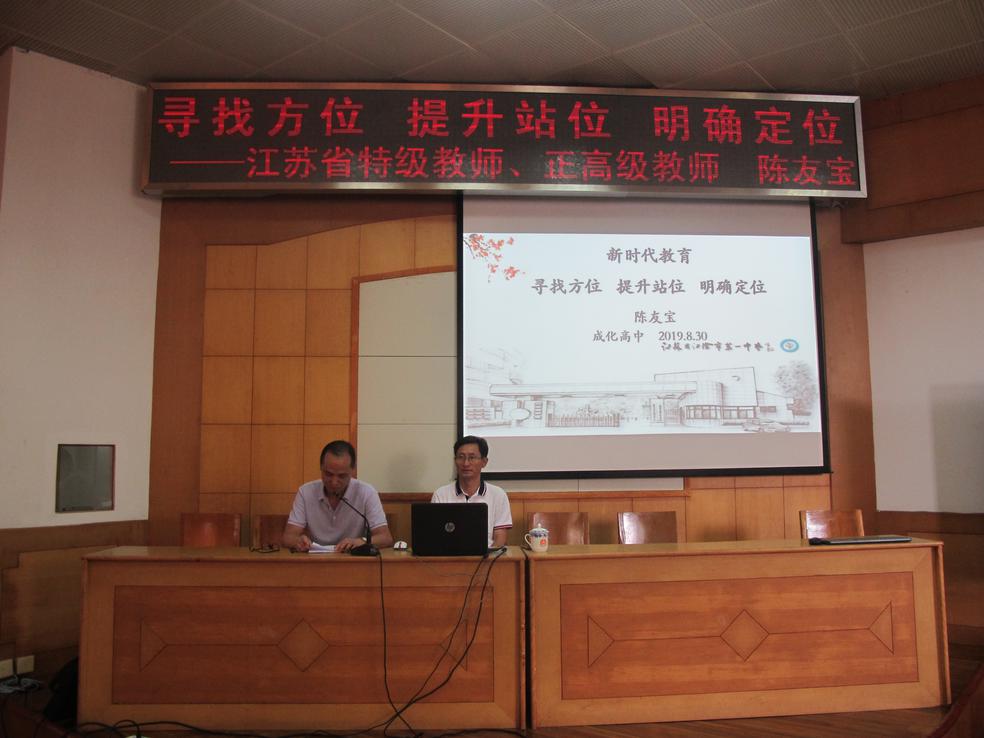 寻找方位 提升站位 明确定位
——江苏省特级教师、正高级教师 陈友宝
新时代教育
寻找方位 提升站位 明确定位
陈友宝
成化高中 2019.8.30
hp